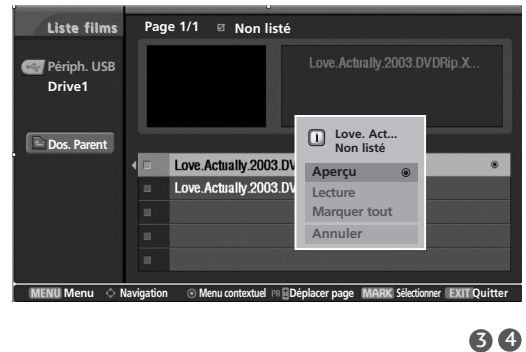 Liste films
Page 1/1 Non listé
Périph. USB
Drive1
Love.Actually.2003.DVDRip.X...
Dos. Parent
Love. Act...
Non listé
Love.Actually.2003.DV
Aperçu
Love.Actually.2003.DV
Lecture
Marquer tout
Annuler
MENU Menu Navigation Menu contextuel PR Déplacer page MARK Sélectionner EXIT Quitter
3 4